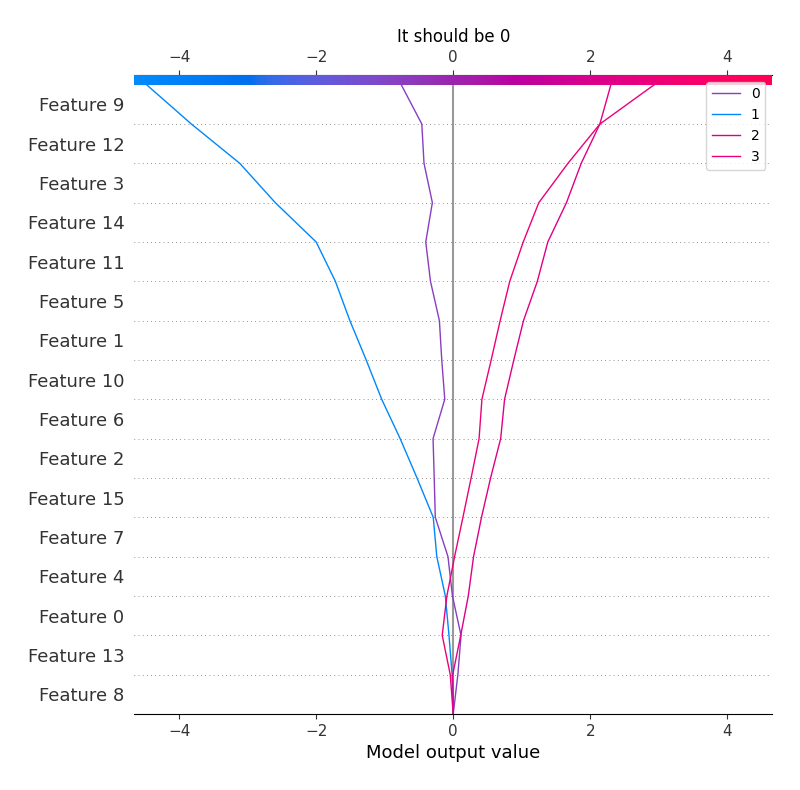 It should be 0
−4 −2 0 2 4
0
1
2
3
Feature 9
Feature 12
Feature 3
Feature 14
Feature 11
Feature 5
Feature 1
Feature 10
Feature 6
Feature 2
Feature 15
Feature 7
Feature 4
Feature 0
Feature 13
Feature 8
−4 −2 0 2 4
Model output value